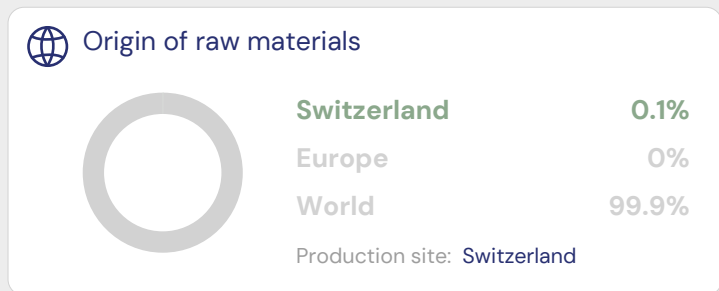 Origin of raw materials
Switzerland 0.1%
Europe 0%
World 99.9%
Production site: Switzerland